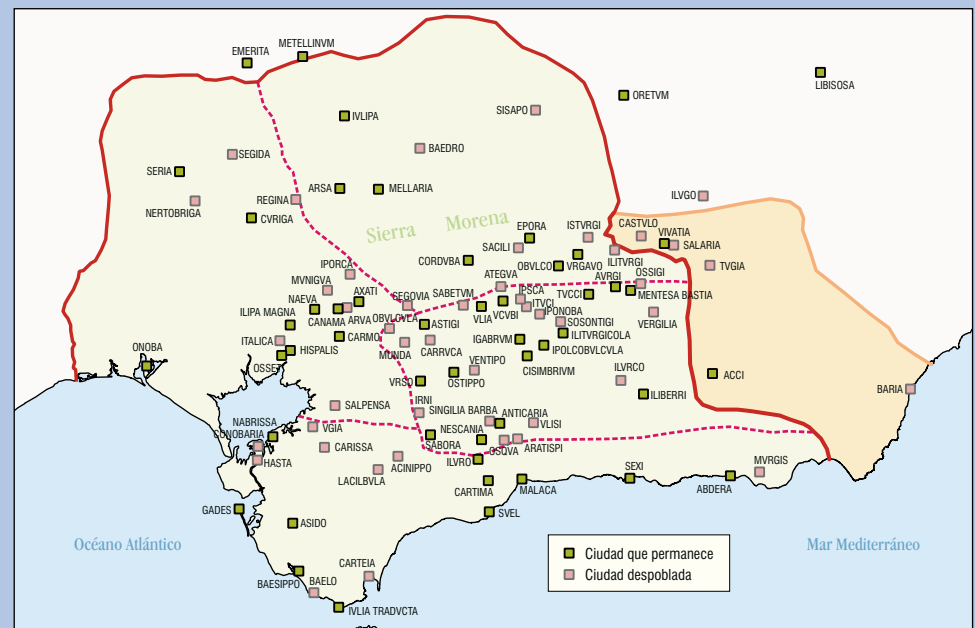 METELLINVM
EMERITA
LIBISOSA
ORETVM
SISAPO
IVLIPA
BAEDRO
SEGIDA
SERIA
ARSA
MELLARIA
REGINA
NERTOBRIGA
ILVGO
CVRIGA
Sierra Morena
EPORA
ISTVRGI
CASTVLO
VIVATIA
SALARIA
SACILI
ILITVRGI
CORDVBA
OBVLCO
VRGAVO
TVGIA
IPORCA
ATEGVA
AVRGI
OSSIGI
MVNIGVA
AXATI
SEGOVIA
SABETVM
IPSCA
TVCCI
MENTESA BASTIA
NAEVA
CANAMA
ARVA
OBVLCVLA
VLIA
VCVBI
ITVCI
IPONOBA
VERGILIA
ILIPA MAGNA
ASTIGI
SOSONTIGI
ITALICA
CARMO
ILITVRGICOLA
IGABRVM
HISPALIS
MUNDA
CARRVCA
IPOLCOBVLCVLA
ONOBA
OSSET
VENTIPO
CISIMBRIVM
ILVRCO
ACCI
VRSO
OSTIPPO
BARIA
ILIBERRI
IRNI
SALPENSA
SINGILIA BARBA
ANTICARIA
NABRISSA
VGIA
NESCANIA
VLISI
CONOBARIA
SABORA
OSQVA
ARATISPI
CARISSA
HASTA
ACINIPPO
ILVRO
MVRGIS
LACILBVLA
SEXI
CARTIMA
MALACA
ABDERA
GADES
SVEL
ASIDO
Océano Atlántico
Mar Mediterráneo
Ciudad que permanece
Ciudad despoblada
CARTEIA
BAESIPPO
BAELO
IVLIA TRADVCTA